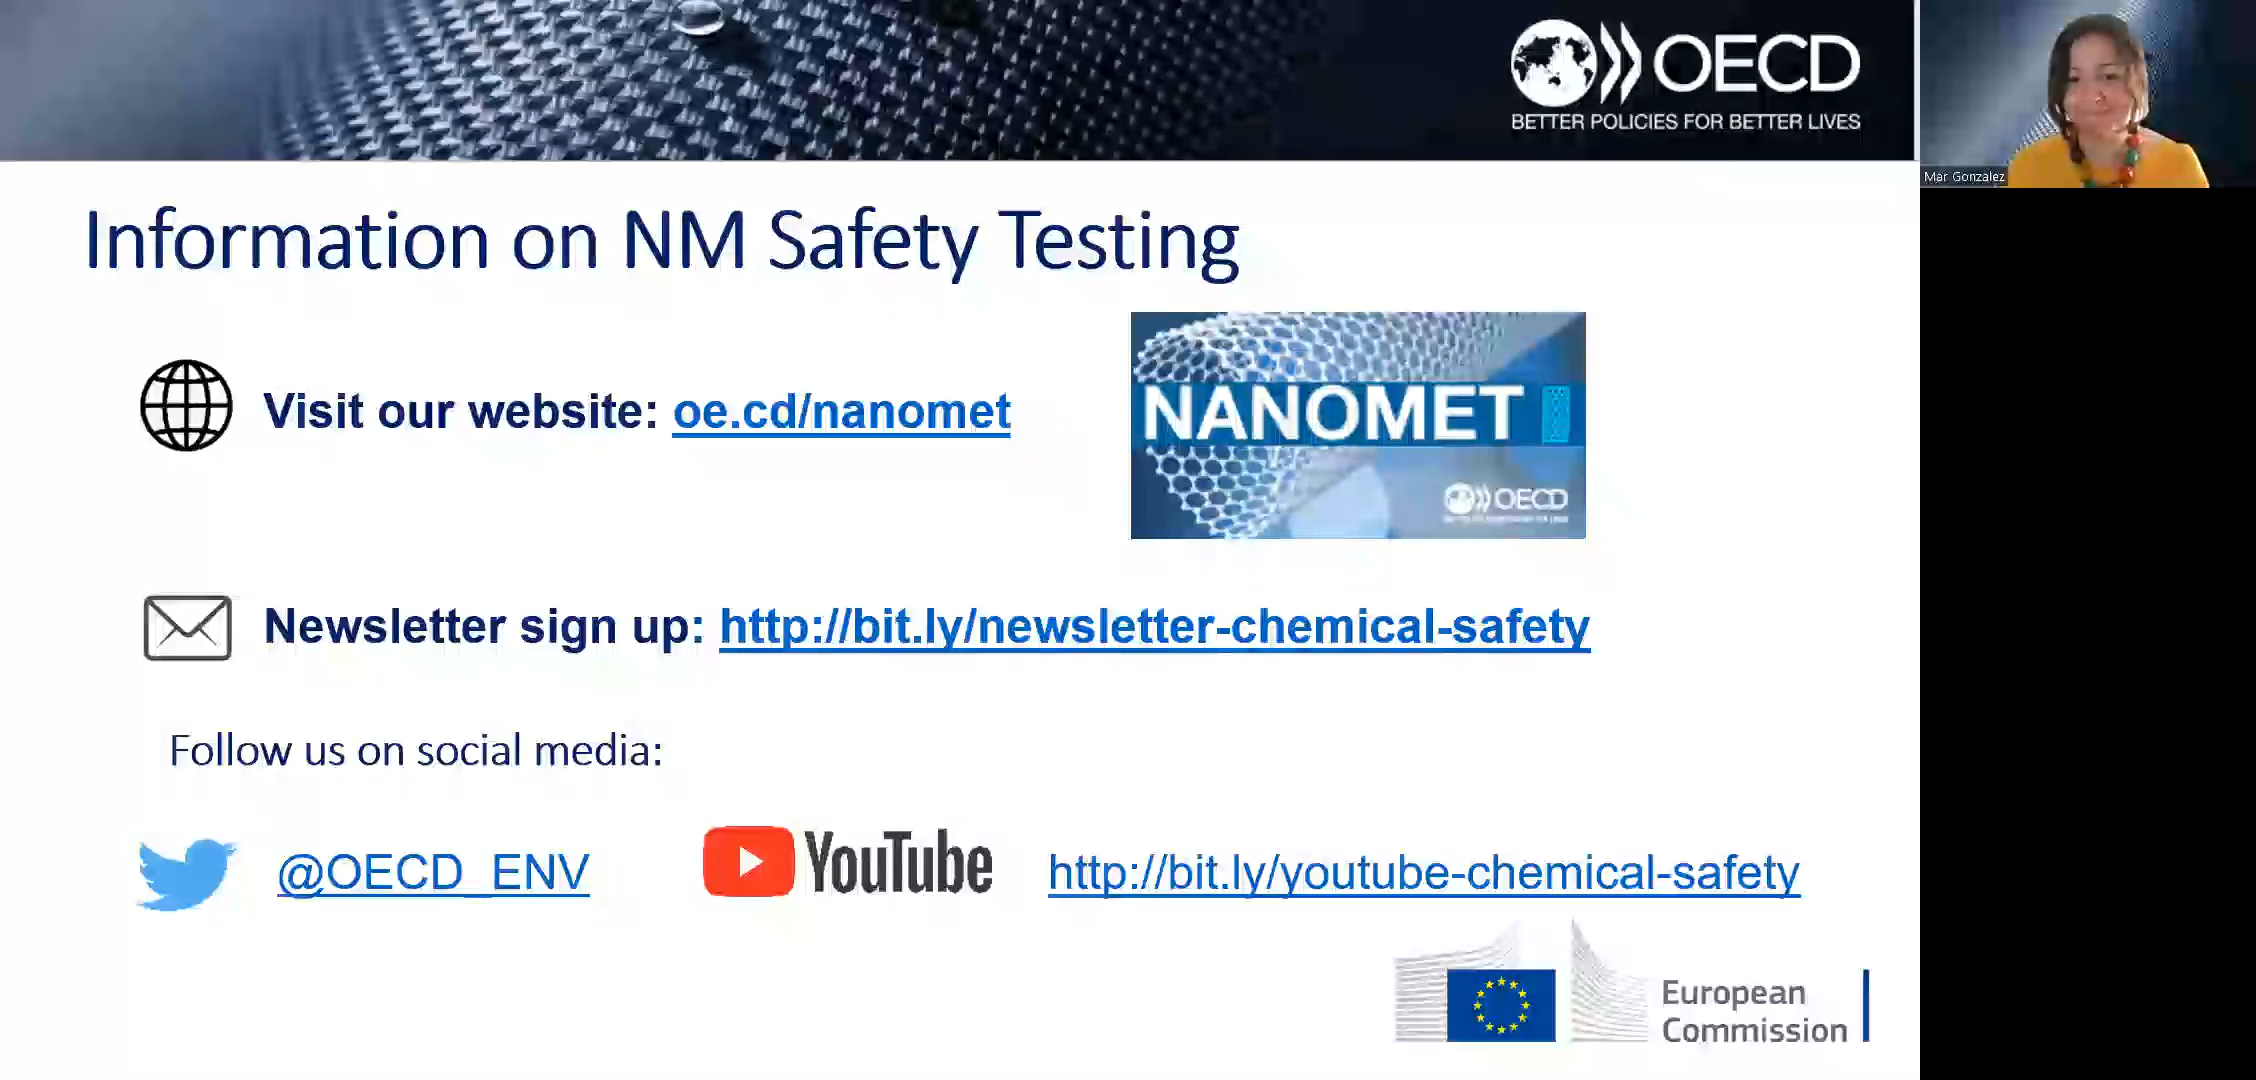 OECD
BETTER POLICIES FOR BETTER LIVES
Mar Gonzalez
Information on NM Safety Testing
Visit our website: oe.cd/nanomet
NANOMET
OECD
Newsletter sign up: http://bit.ly/newsletter-chemical-safety
Follow us on social media:
@OECD_ENV
YouTube
http://bit.ly/youtube-chemical-safety
European
Commission